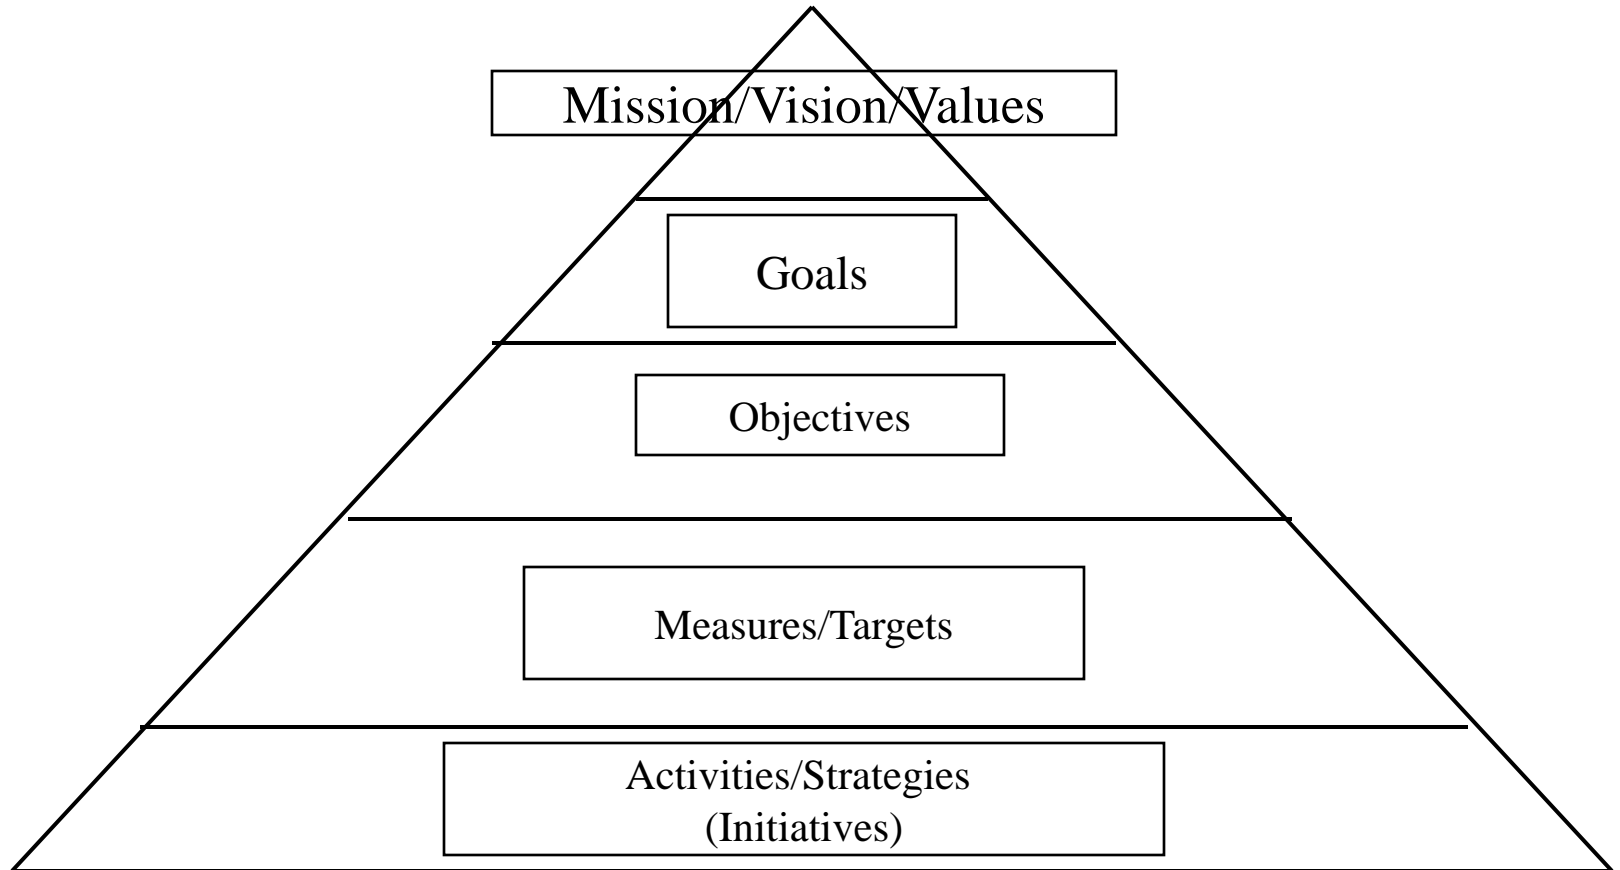 Mission/Vision/Values
Goals
Objectives
Measures/Targets
Activities/Strategies
(Initiatives)